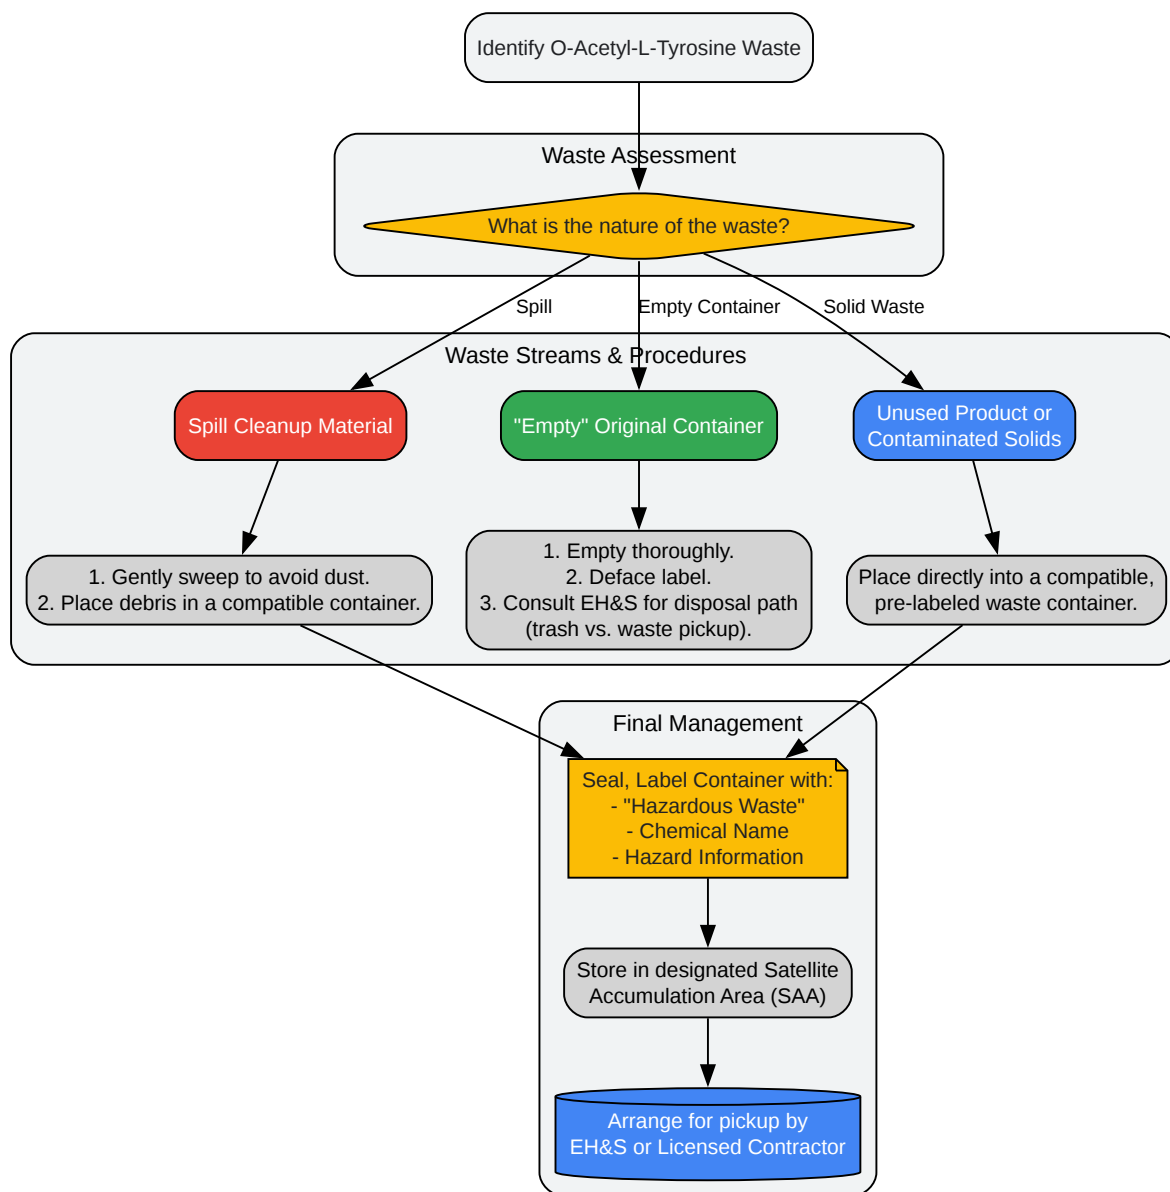 Identify O-Acetyl-L-Tyrosine Waste
Waste Assessment
What is the nature of the waste?
Spill
Empty Container
Solid Waste
Waste Streams & Procedures
Spill Cleanup Material
"Empty" Original Container
Unused Product or
Contaminated Solids
1. Gently sweep to avoid dust.
2. Place debris in a compatible container.
1. Empty thoroughly.
2. Deface label.
3. Consult EH&S for disposal path
(trash vs. waste pickup).
Place directly into a compatible,
pre-labeled waste container.
Final Management
Seal, Label Container with:
- "Hazardous Waste"
- Chemical Name
- Hazard Information
Store in designated Satellite
Accumulation Area (SAA)
Arrange for pickup by
EH&S or Licensed Contractor